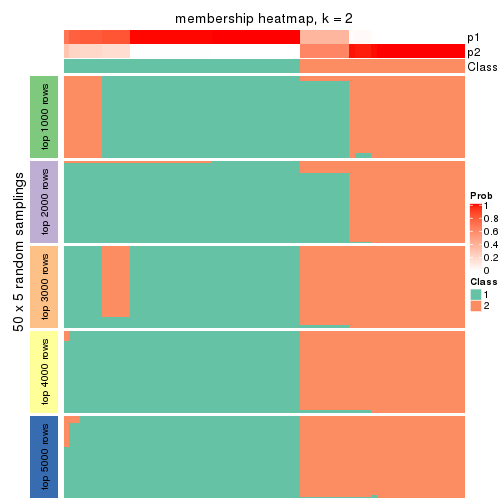 membership heatmap, k = 2
p1
p2
Class
50 x 5 random samplings
top 1000 rows
top 2000 rows
top 3000 rows
top 4000 rows
top 5000 rows
Prob
1
0.8
0.6
0.4
0.2
0
Class
1
2